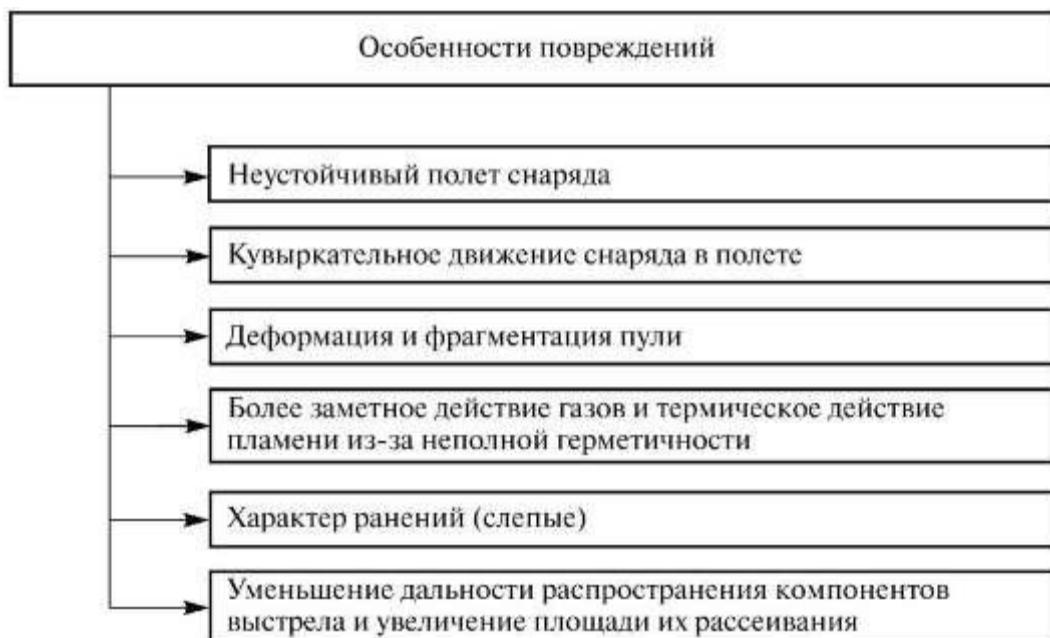 Особенности повреждений
Неустойчивый полет снаряда
Кувыркательное движение снаряда в полете
Деформация и фрагментация пули
Более заметное действие газов и термическое действие
пламени из-за неполной герметичности
Характер ранений (слепые)
Уменьшение дальности распространения компонентов
выстрела и увеличение площади их рассеивания